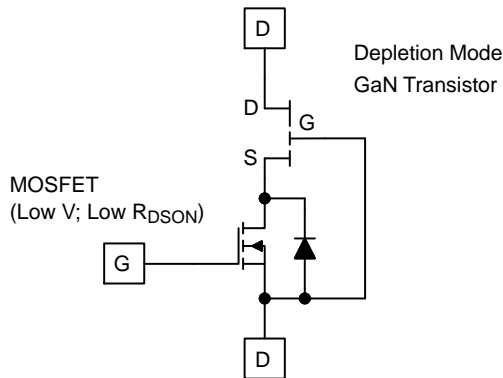 D
Depletion Mode
GaN Transistor
D
G
S
MOSFET
(Low V; Low RDSON)
G
D